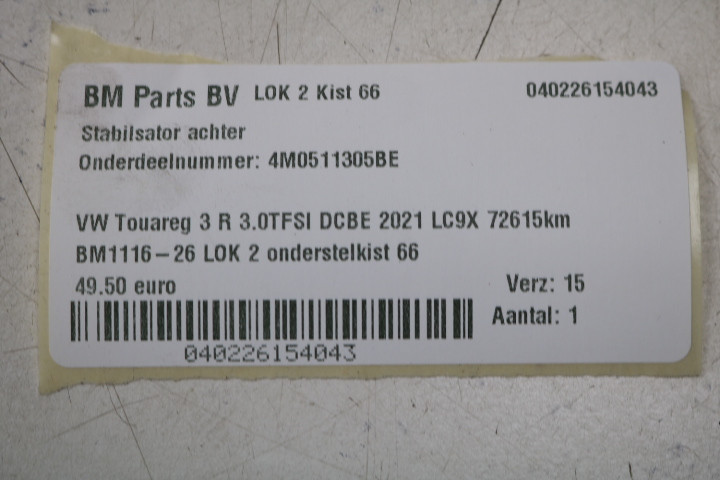 BM Parts BV LOK 2 Kist 66 040226154043
Stabilsator achter
Onderdeelnummer: 4M0511305BE
VW Touareg 3 R 3.0TFSI DCBE 2021 LC9X 72615km
BM1116-26 LOK 2 onderstelkist 66
49.50 euro Verz: 15
Aantal: 1
040226154043